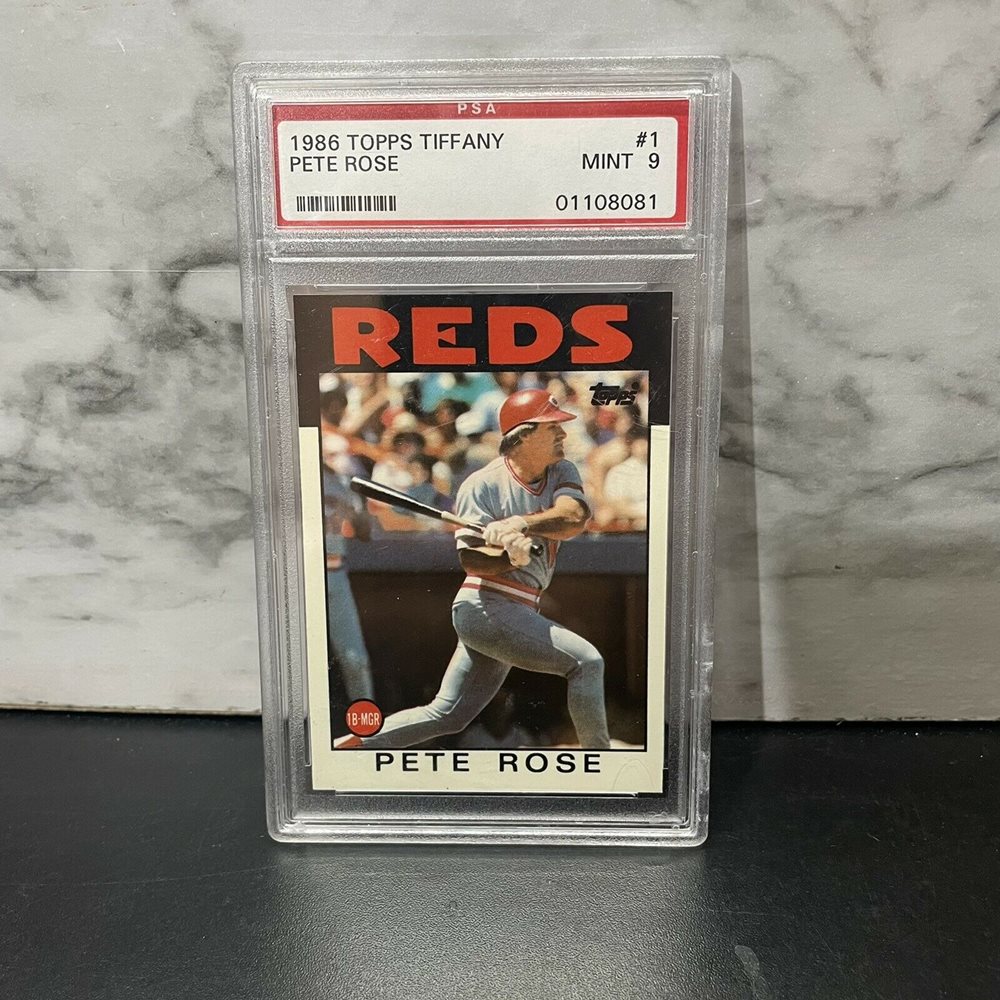 PSA
1986 TOPPS TIFFANY #1
PETE ROSE MINT 9
01108081
REDS
topps
1B-MGR
PETE ROSE